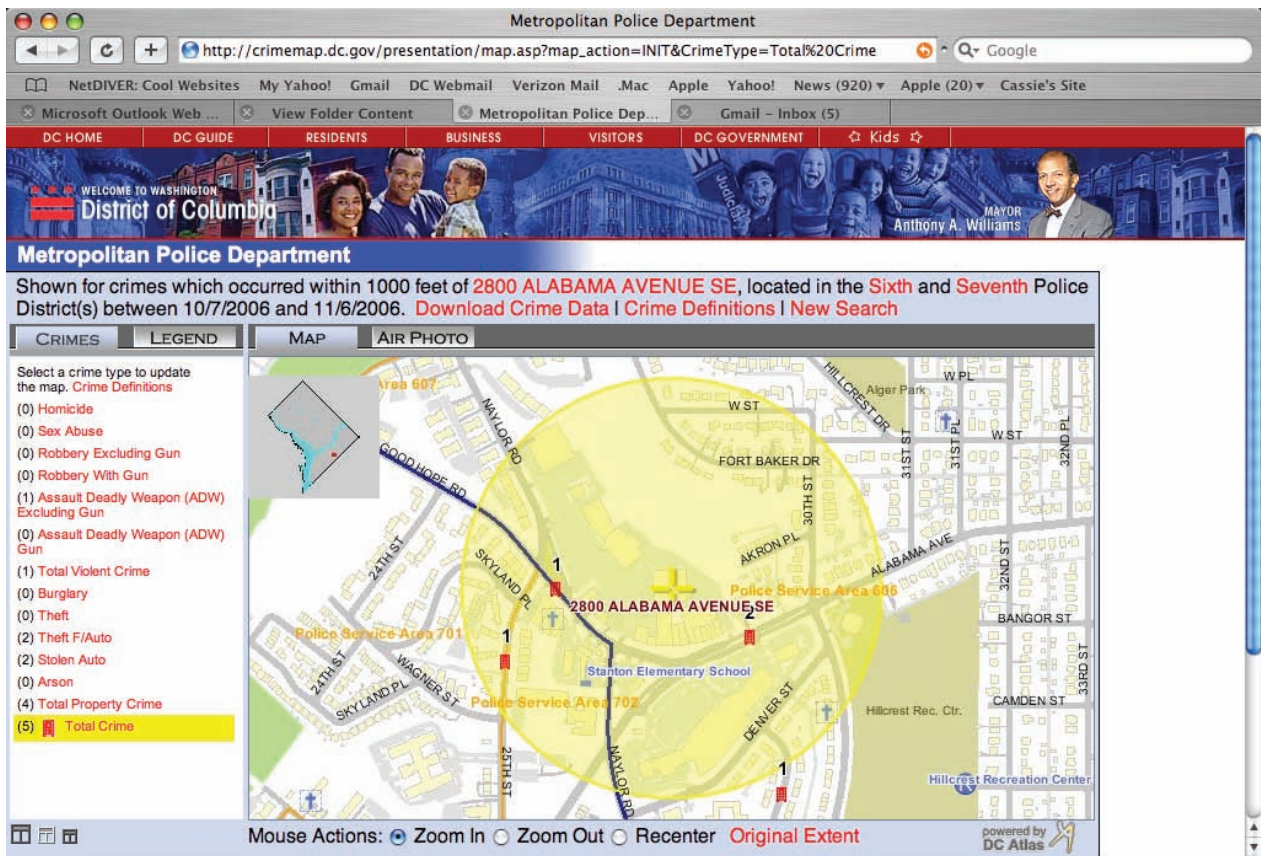 Metropolitan Police Department
http://crimemap.dc.gov/presentation/map.asp?map_action=INIT&CrimeType=Total%20Crime
Google
NetDIVER: Cool Websites My Yahoo! Gmail DC Webmail Verizon Mail .Mac Apple Yahoo! News (920) Apple (20) Cassie's Site
Microsoft Outlook Web ... View Folder Content Metropolitan Police Dep... Gmail – Inbox (5)
DC HOME DC GUIDE RESIDENTS BUSINESS VISITORS DC GOVERNMENT Kids
WELCOME TO WASHINGTON
District of Columbia
Judiciary
MAYOR
Anthony A. Williams
Metropolitan Police Department
Shown for crimes which occurred within 1000 feet of 2800 ALABAMA AVENUE SE, located in the Sixth and Seventh Police
District(s) between 10/7/2006 and 11/6/2006. Download Crime Data | Crime Definitions | New Search
CRIMES LEGEND MAP AIR PHOTO
Select a crime type to update
the map. Crime Definitions
(0) Homicide
(0) Sex Abuse
(0) Robbery Excluding Gun
(0) Robbery With Gun
(1) Assault Deadly Weapon (ADW)
Excluding Gun
(0) Assault Deadly Weapon (ADW)
Gun
(1) Total Violent Crime
(0) Burglary
(0) Theft
(2) Theft F/Auto
(2) Stolen Auto
(0) Arson
(4) Total Property Crime
(5) Total Crime
Area 607
NAYLOR RD
HILLCREST DR
Alger Park
W PL
W ST
W ST
31ST ST
31ST PL
32ND PL
GOOD HOPE RD
FORT BAKER DR
30TH ST
24TH ST
SKYLAND PL
AKRON PL
ALABAMA AVE
32ND ST
1
Police Service Area 606
2800 ALABAMA AVENUE SE
2
BANGOR ST
Police Service Area 701
1
24TH ST
WAGNER ST
Stanton Elementary School
33RD ST
SKYLAND PL
Police Service Area 702
DENVER ST
Hillcrest Rec. Ctr.
CAMDEN ST
25TH ST
NAYLOR RD
1
Hillcrest Recreation Center
Mouse Actions: Zoom In Zoom Out Recenter Original Extent
powered by
DC Atlas